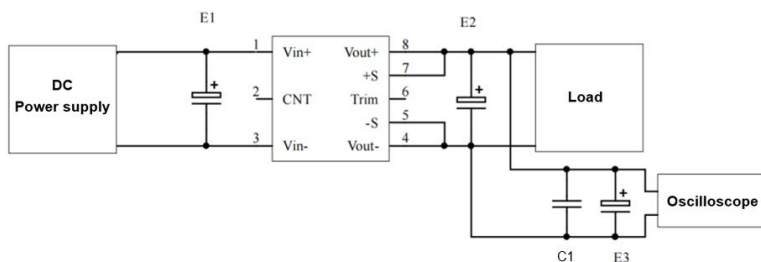 E1
E2
DC
Power supply
1
Vin+
Vout+
8
+S
7
2
CNT
Trim
6
-S
5
3
Vin-
Vout-
4
+
+
Load
+
Oscilloscope
C1
E3